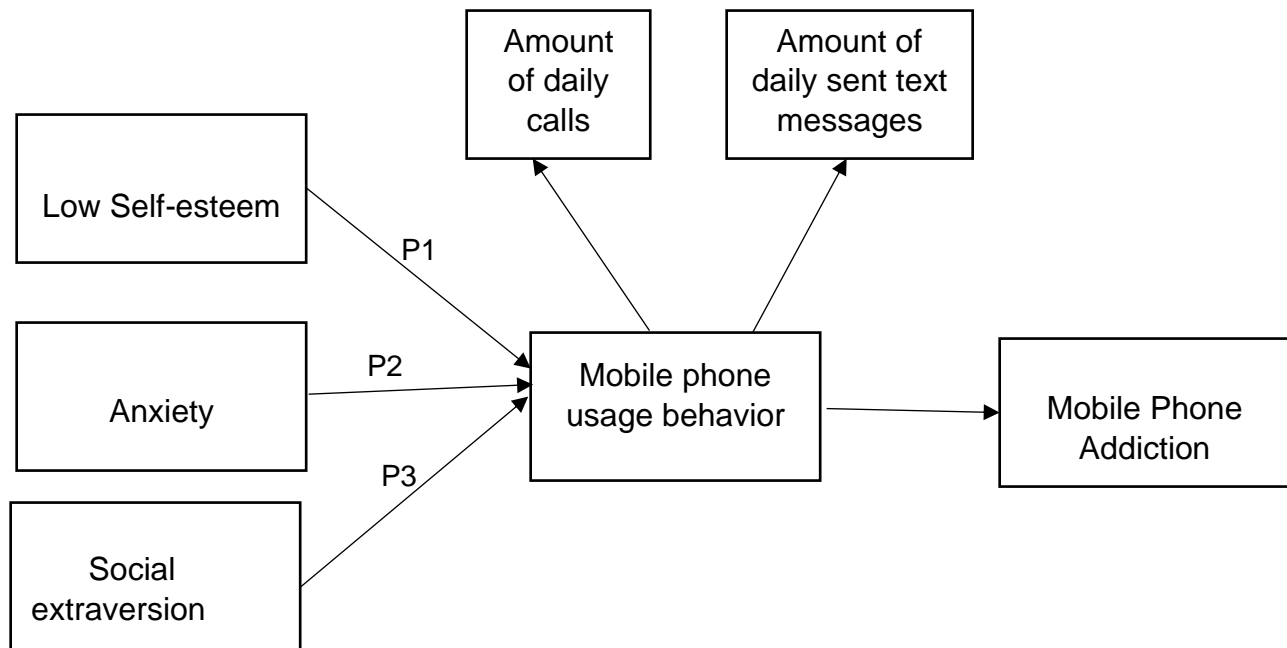 Amount
of daily
calls
Amount of
daily sent text
messages
Low Self-esteem
P1
Anxiety
P2
Social
extraversion
P3
Mobile phone
usage behavior
Mobile Phone
Addiction